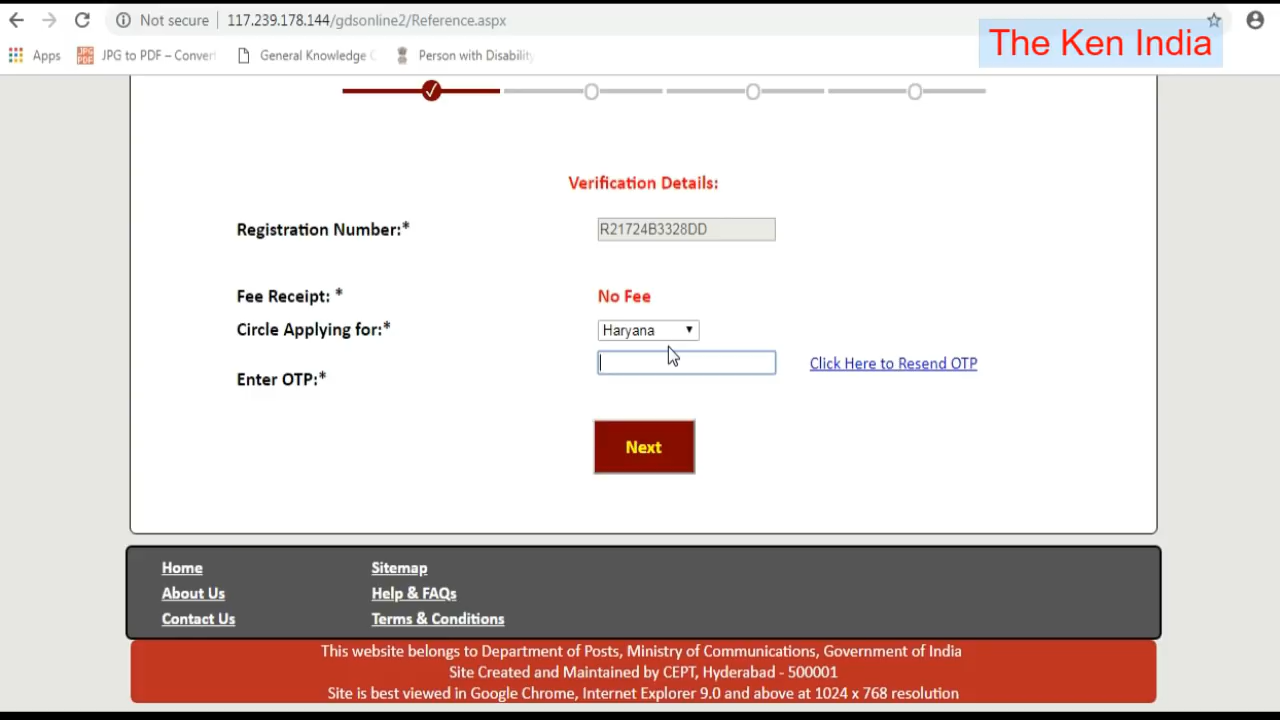 Not secure | 117.239.178.144/gdsonline2/Reference.aspx
Apps JPG to PDF – Convert General Knowledge Person with Disability
The Ken India
Verification Details:
Registration Number:* R21724B3328DD
Fee Receipt: * No Fee
Circle Applying for:* Haryana
Enter OTP:* Click Here to Resend OTP
Next
Home Sitemap
About Us Help & FAQs
Contact Us Terms & Conditions
This website belongs to Department of Posts, Ministry of Communications, Government of India
Site Created and Maintained by CEPT, Hyderabad - 500001
Site is best viewed in Google Chrome, Internet Explorer 9.0 and above at 1024 x 768 resolution